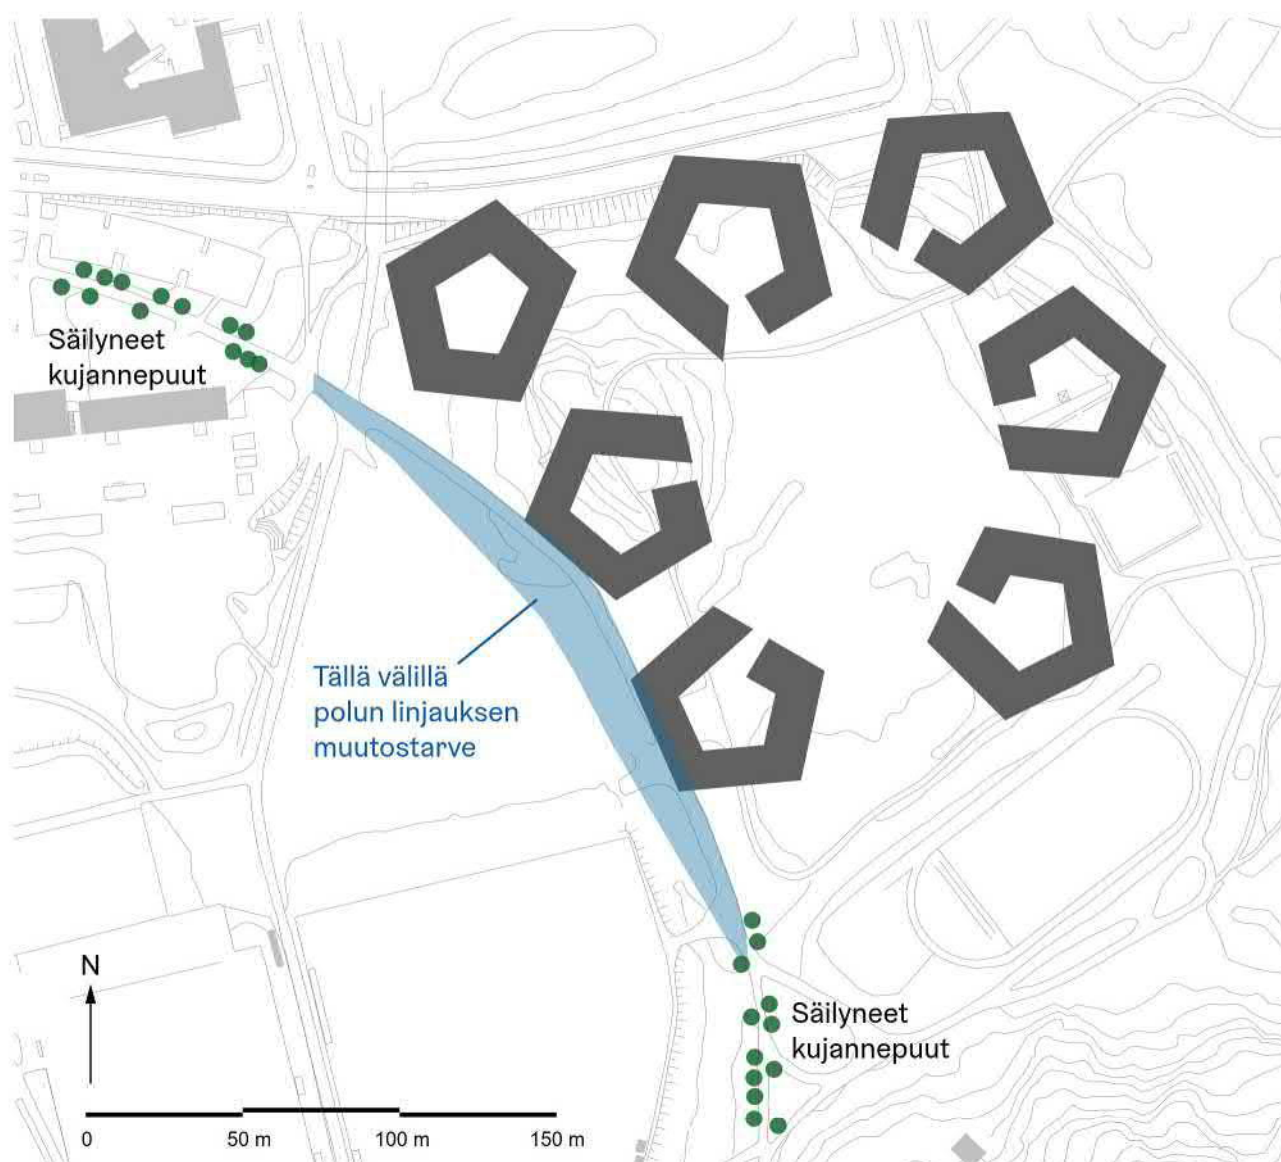 Säilyneet
kujannepuut
Tällä välillä
polun linjauksen
muutostarve
N
Säilyneet
kujannepuut
0 50 m 100 m 150 m